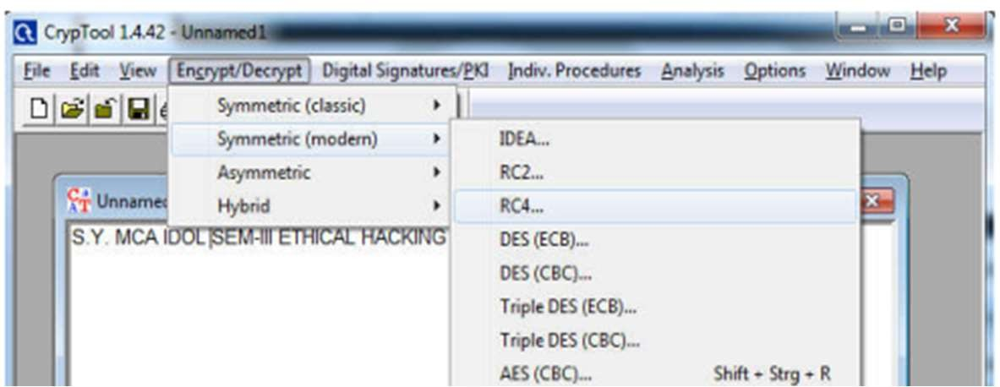 CrypTool 1.4.42 - Unnamed1
File Edit View Encrypt/Decrypt Digital Signatures/PKI Indiv. Procedures Analysis Options Window Help
Symmetric (classic)
Symmetric (modern)
Asymmetric
Hybrid
IDEA...
RC2...
RC4...
DES (ECB)...
DES (CBC)...
Triple DES (ECB)...
Triple DES (CBC)...
AES (CBC)... Shift + Strg + R
S.Y. MCA IDOL SEM-III ETHICAL HACKING